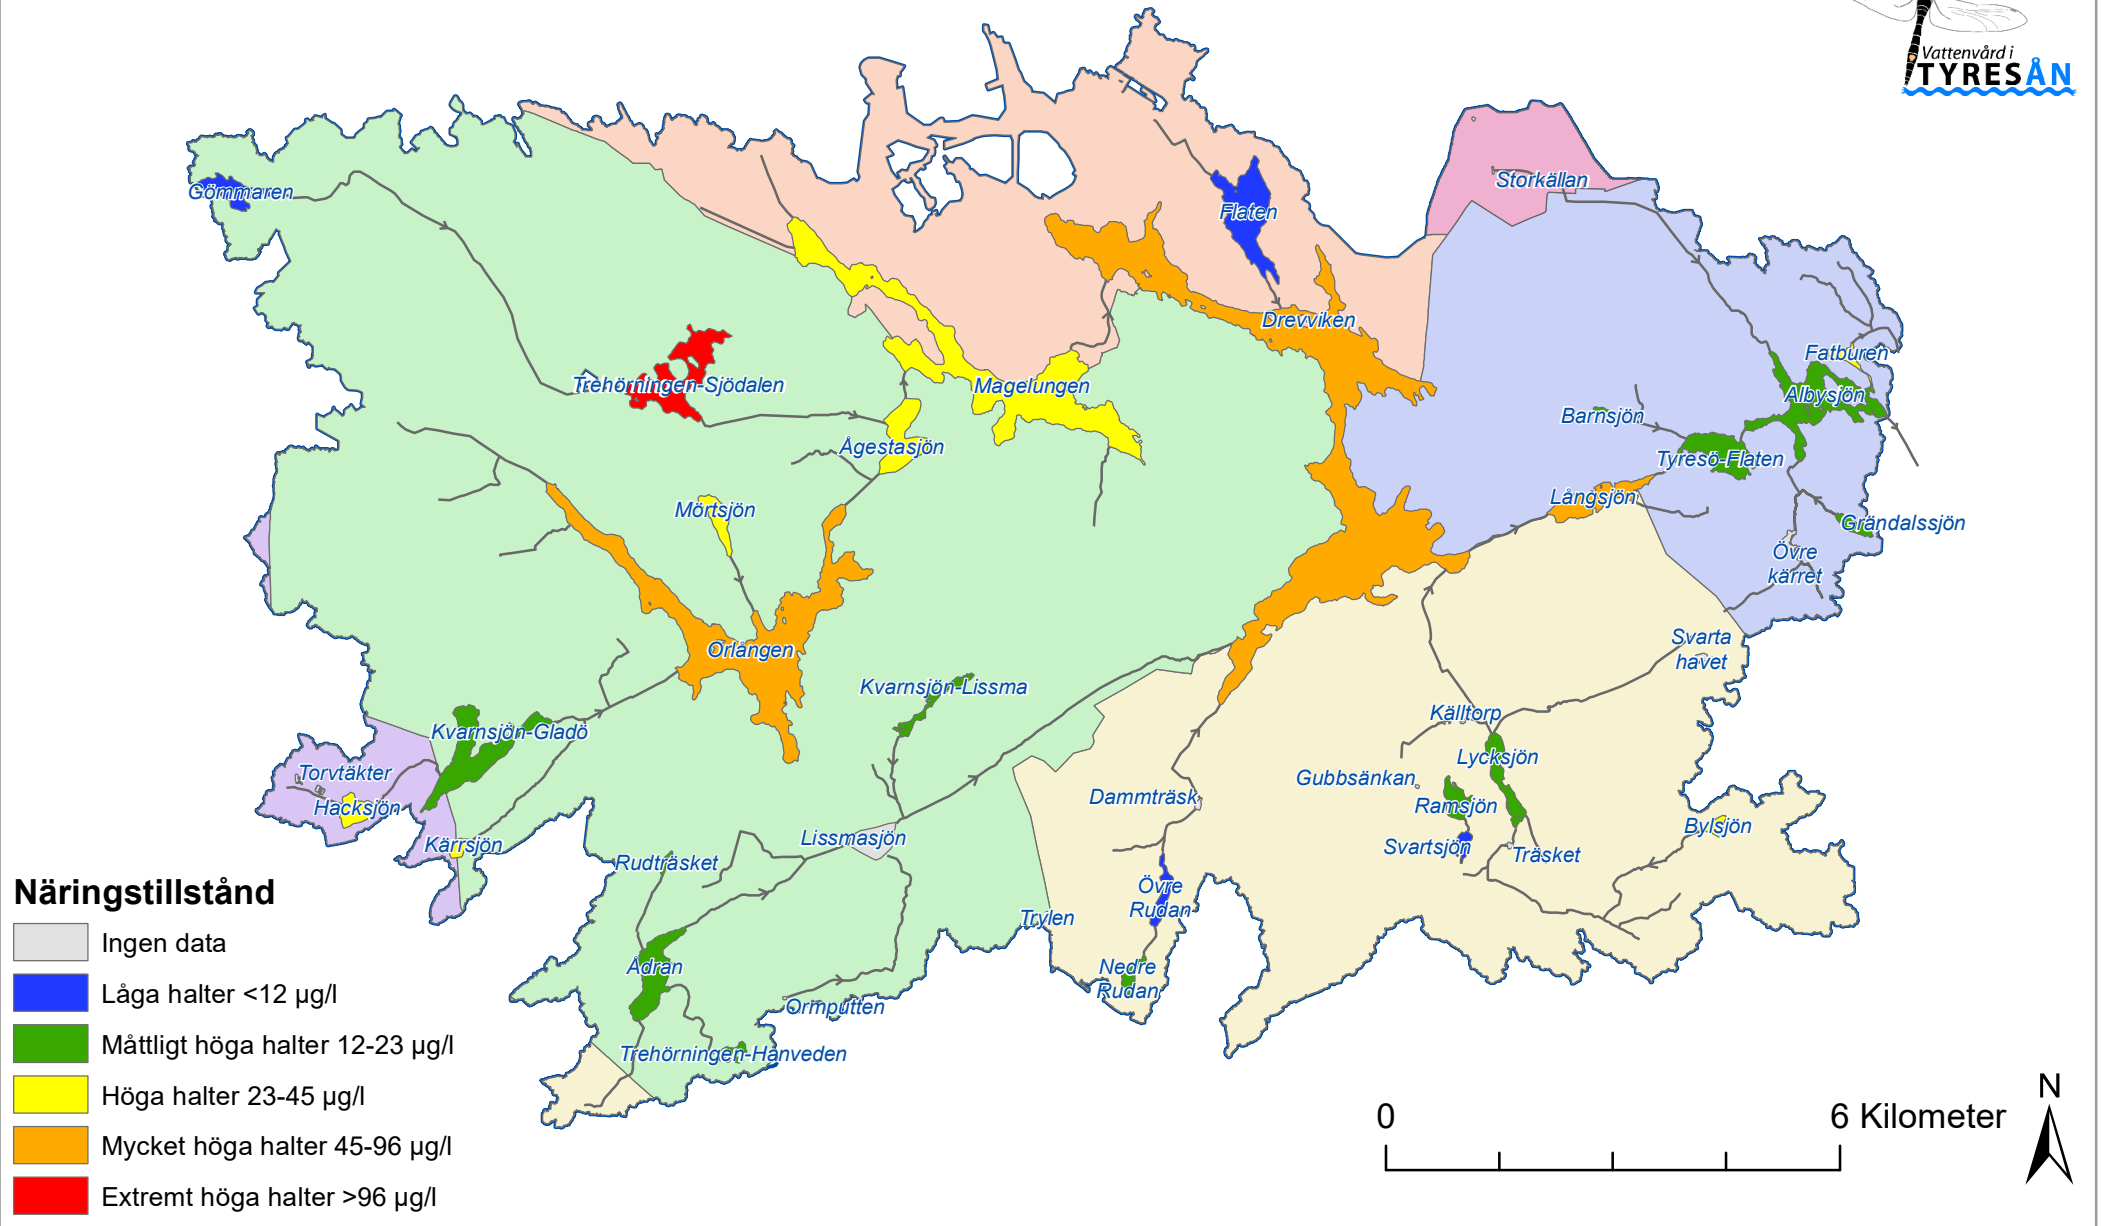 Vattenvård i
TYRESÅN
Storkällan
Gömmaren
Flaten
Drevviken
Fatburen
Trehörningen-Sjödalen
Magelungen
Albysjön
Barnsjön
Ågestasjön
Tyresö-Flaten
Långsjön
Mörtsjön
Grändalssjön
Övre
kärret
Orlången
Svarta
havet
Kvarnsjön-Lissma
Källtorp
Kvarnsjön-Gladö
Lycksjön
Torvtäkter
Gubbsänkan
Dammträsk
Hacksjön
Ramsjön
Bylsjön
Kärrsjön
Lissmasjön
Svartsjön
Träsket
Rudträsket
Övre
Rudan
Trylen
Ådran
Nedre
Rudan
Ormputten
Trehörningen-Hanveden
Näringstillstånd
Ingen data
Låga halter <12 µg/l
Måttligt höga halter 12-23 µg/l
Höga halter 23-45 µg/l
Mycket höga halter 45-96 µg/l
Extremt höga halter >96 µg/l
0 6 Kilometer
N